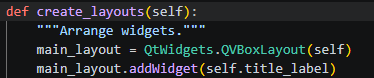 def create_layouts(self):
    """Arrange widgets."""
    main_layout = QtWidgets.QVBoxLayout(self)
    main_layout.addWidget(self.title_label)